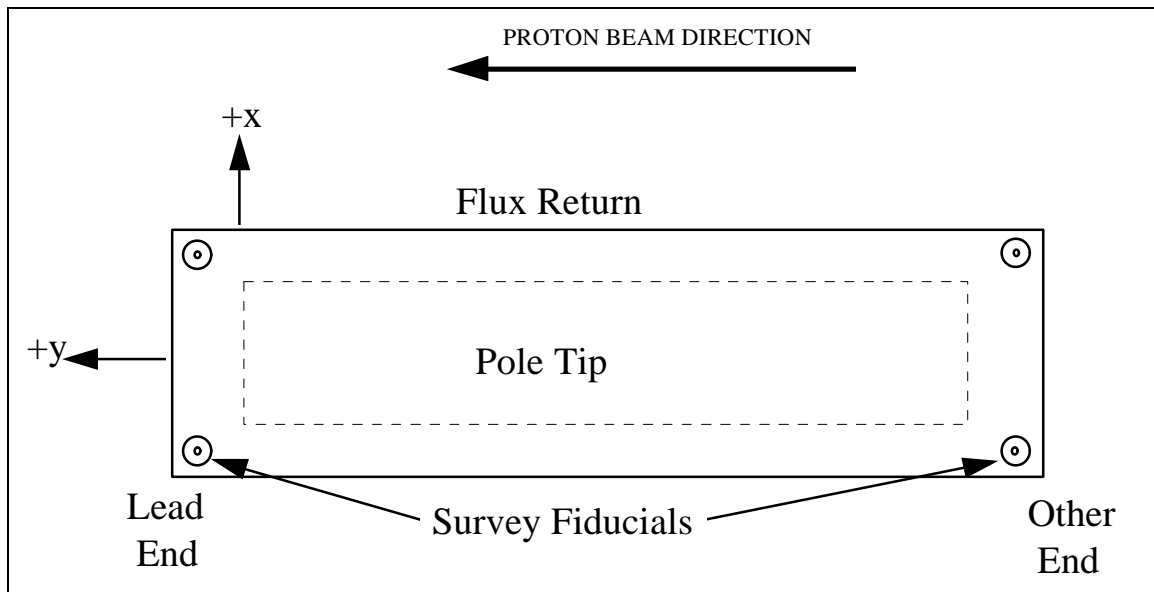 PROTON BEAM DIRECTION
+x
Flux Return
+y
Pole Tip
Lead
End
Survey Fiducials
Other
End